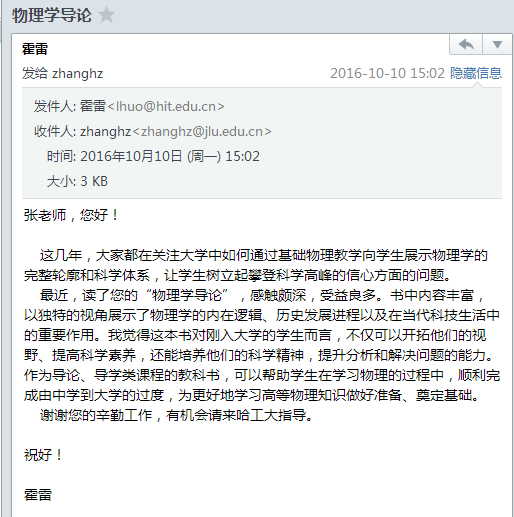 物理学导论
霍雷
发给 zhanghz 2016-10-10 15:02 隐藏信息
发件人: 霍雷<lhuo@hit.edu.cn>
收件人: zhanghz<zhanghz@jlu.edu.cn>
时间: 2016年10月10日 (周一) 15:02
大小: 3 KB
张老师，您好！
这几年，大家都在关注大学中如何通过基础物理教学向学生展示物理学的
完整轮廓和科学体系，让学生树立起攀登科学高峰的信心方面的问题。
最近，读了您的“物理学导论”，感触颇深，受益良多。书中内容丰富，
以独特的视角展示了物理学的内在逻辑、历史发展进程以及在当代科技生活中
的重要作用。我觉得这本书对刚入大学的学生而言，不仅可以开拓他们的视
野、提高科学素养，还能培养他们的科学精神，提升分析和解决问题的能力。
作为导论、导学类课程的教科书，可以帮助学生在学习物理的过程中，顺利完
成由中学到大学的过度，为更好地学习高等物理知识做好准备、奠定基础。
谢谢您的辛勤工作，有机会请来哈工大指导。
祝好！
霍雷